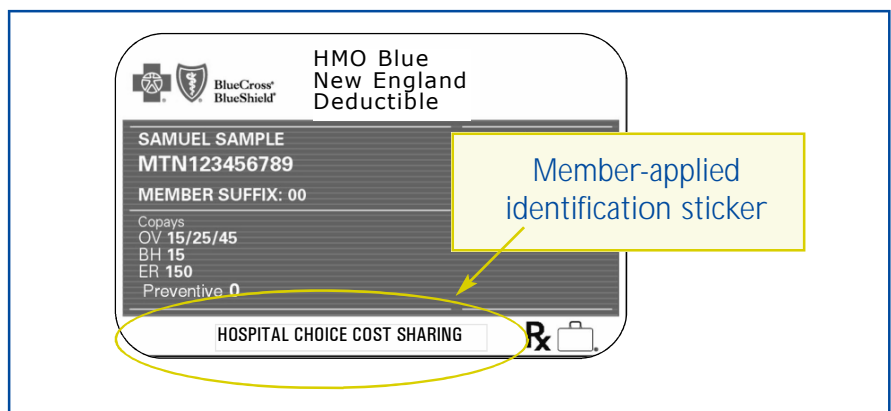 BlueCross®
BlueShield®
HMO Blue
New England
Deductible
SAMUEL SAMPLE
MTN123456789
MEMBER SUFFIX: 00
Copays
OV 15/25/45
BH 15
ER 150
Preventive 0
Member-applied
identification sticker
HOSPITAL CHOICE COST SHARING
Rx